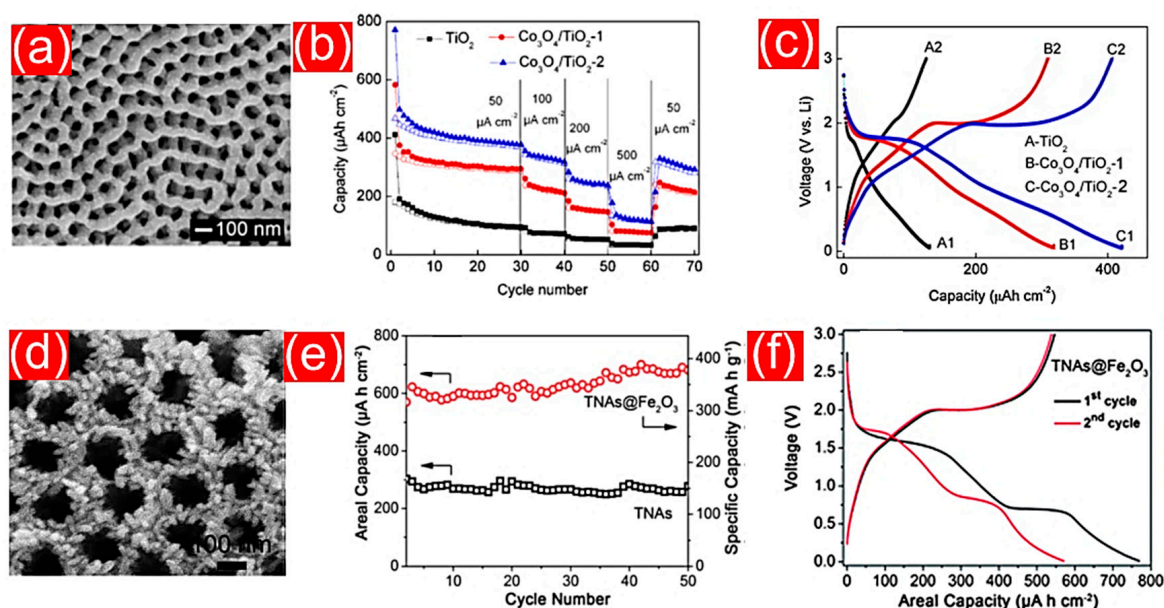 (a)
100 nm
(b)
Capacity (μAh cm⁻²)
800
600
400
200
0
TiO₂
Co₃O₄/TiO₂-1
Co₃O₄/TiO₂-2
50
μA cm⁻²
100
μA cm⁻²
200
μA cm⁻²
500
μA cm⁻²
50
μA cm⁻²
0 10 20 30 40 50 60 70
Cycle number
(c)
Voltage (V vs. Li)
3
2
1
0
A2
B2
C2
A-TiO₂
B-Co₃O₄/TiO₂-1
C-Co₃O₄/TiO₂-2
A1
B1
C1
0 200 400
Capacity (μAh cm⁻²)
(d)
100 nm
(e)
Areal Capacity (μA h cm⁻²)
800
600
400
200
0
TNAs@Fe₂O₃
TNAs
400
300
200
100
0
Specific Capacity (mA h g⁻¹)
10 20 30 40 50
Cycle Number
(f)
Voltage (V)
3.0
2.5
2.0
1.5
1.0
0.5
0.0
TNAs@Fe₂O₃
1st cycle
2nd cycle
0 100 200 300 400 500 600 700 800
Areal Capacity (μA h cm⁻²)